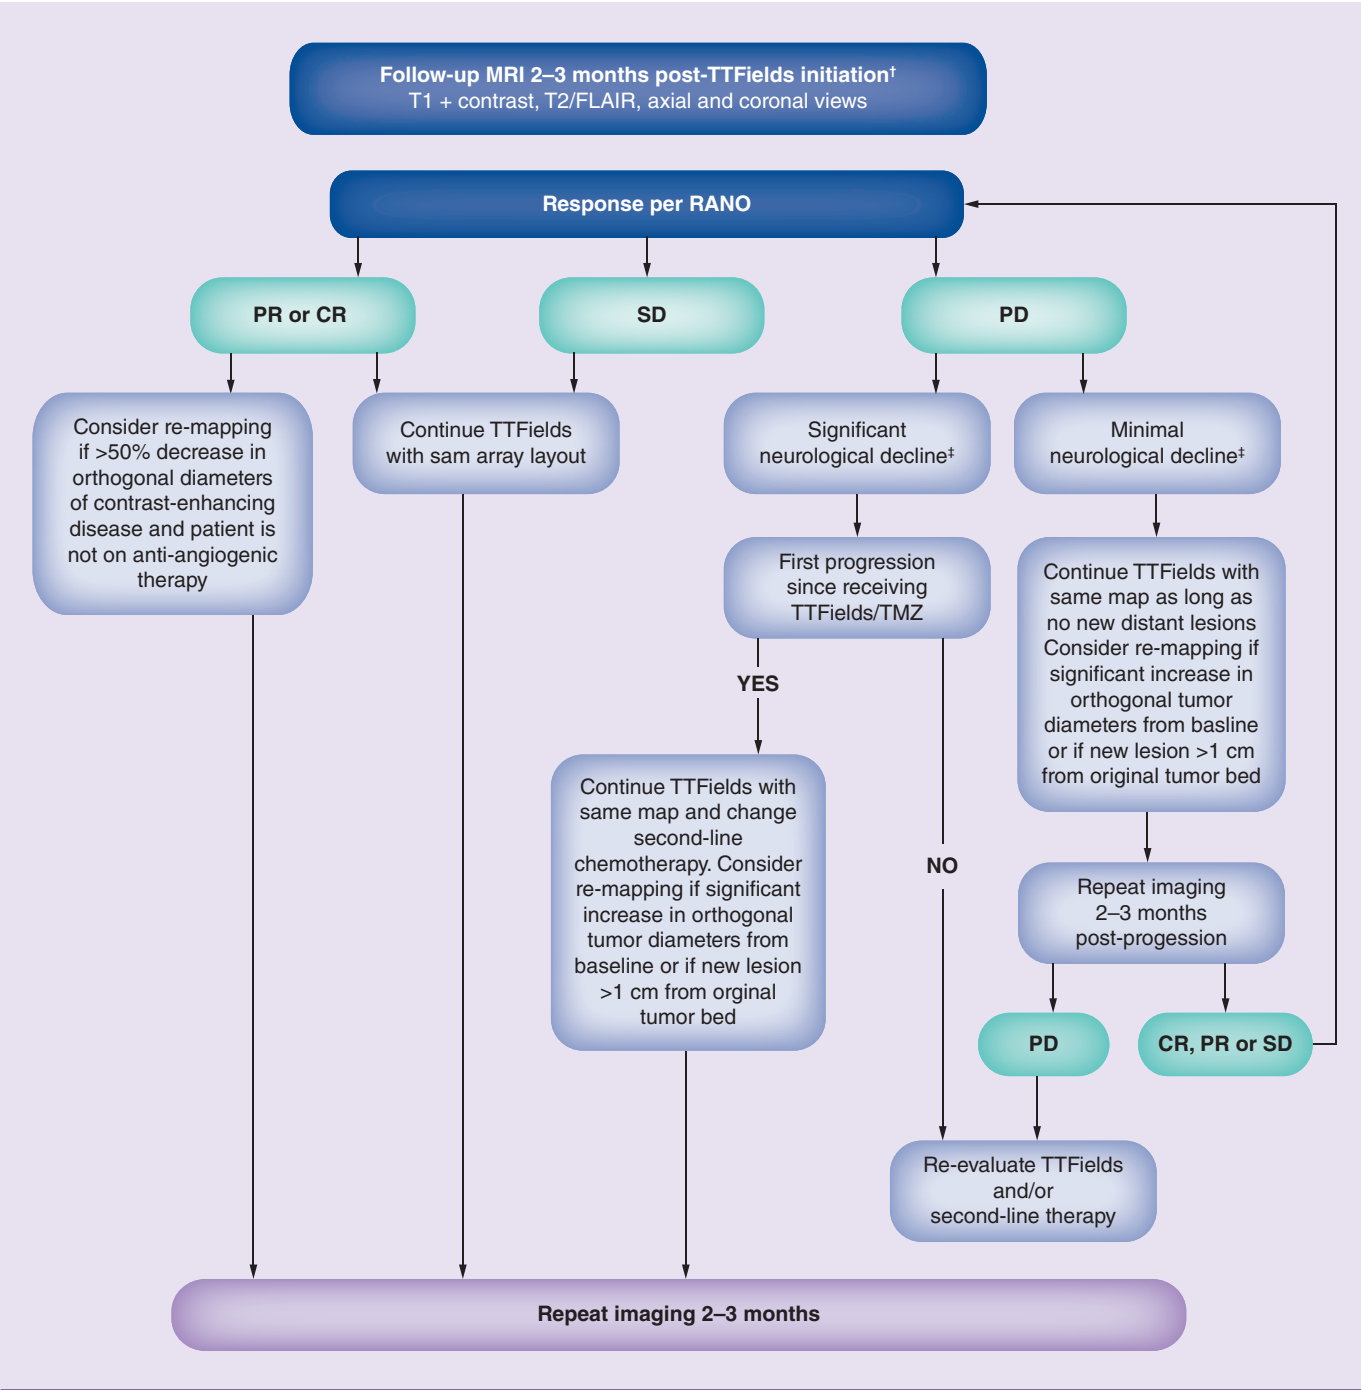 Follow-up MRI 2–3 months post-TTFields initiation†
T1 + contrast, T2/FLAIR, axial and coronal views
Response per RANO
PR or CR
SD
PD
Consider re-mapping
if >50% decrease in
orthogonal diameters
of contrast-enhancing
disease and patient is
not on anti-angiogenic
therapy
Continue TTFields
with sam array layout
Significant
neurological decline‡
Minimal
neurological decline‡
First progression
since receiving
TTFields/TMZ
Continue TTFields with
same map as long as
no new distant lesions
Consider re-mapping if
significant increase in
orthogonal tumor
diameters from basline
or if new lesion >1 cm
from original tumor bed
YES
Continue TTFields with
same map and change
second-line
chemotherapy. Consider
re-mapping if significant
increase in orthogonal
tumor diameters from
baseline or if new lesion
>1 cm from orginal
tumor bed
NO
Repeat imaging
2–3 months
post-progession
PD
CR, PR or SD
Re-evaluate TTFields
and/or
second-line therapy
Repeat imaging 2–3 months